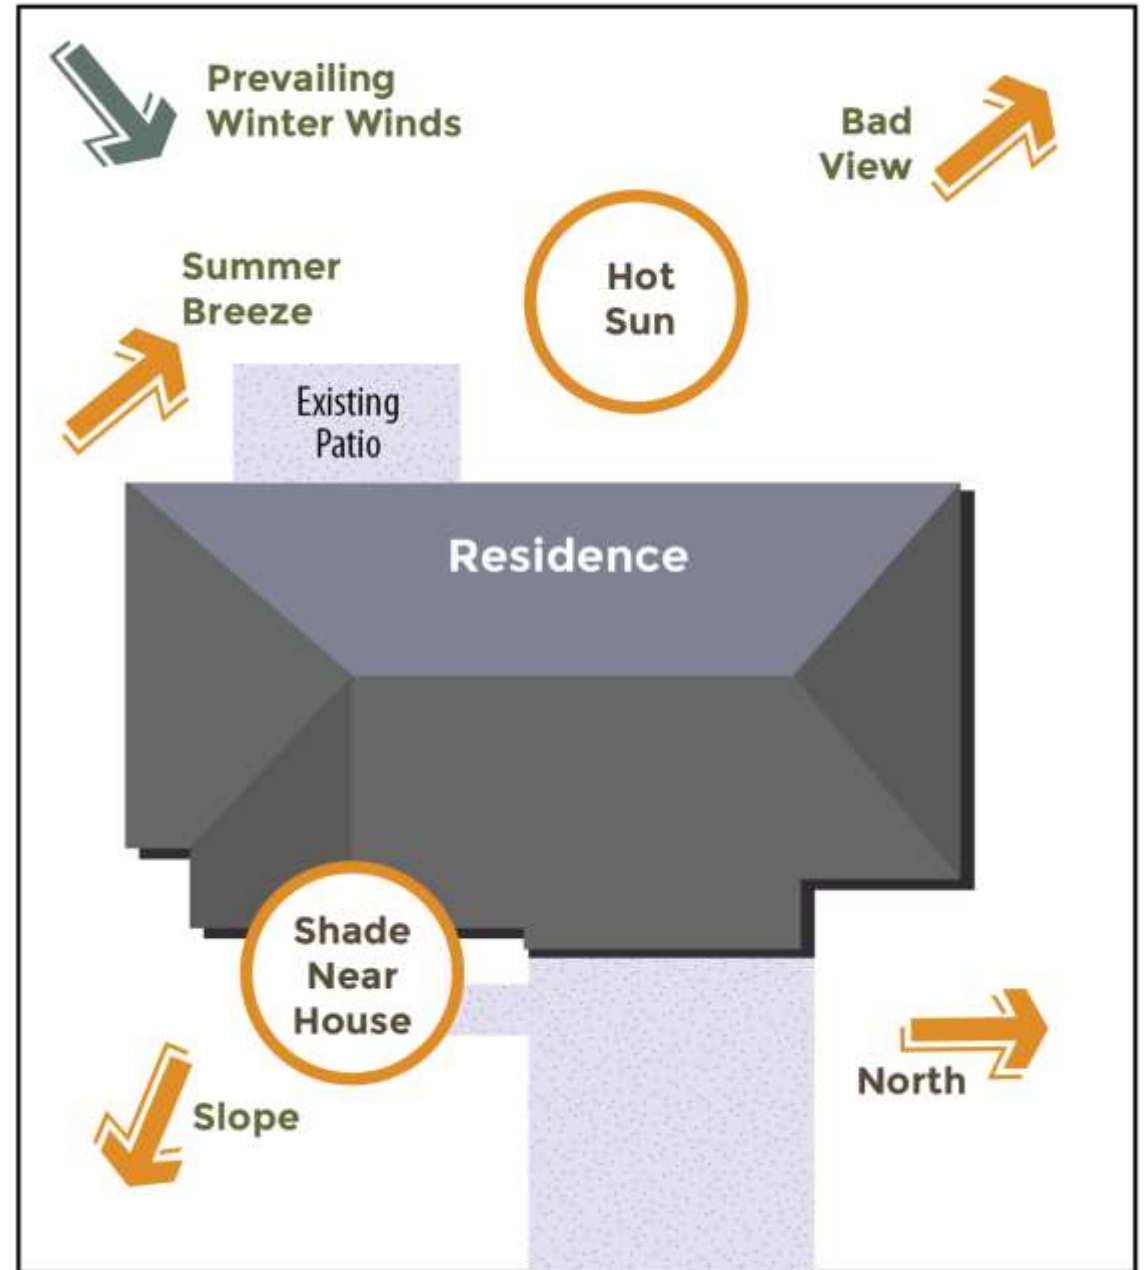 Prevailing
Winter Winds
Bad
View
Summer
Breeze
Hot
Sun
Existing
Patio
Residence
Shade
Near
House
North
Slope